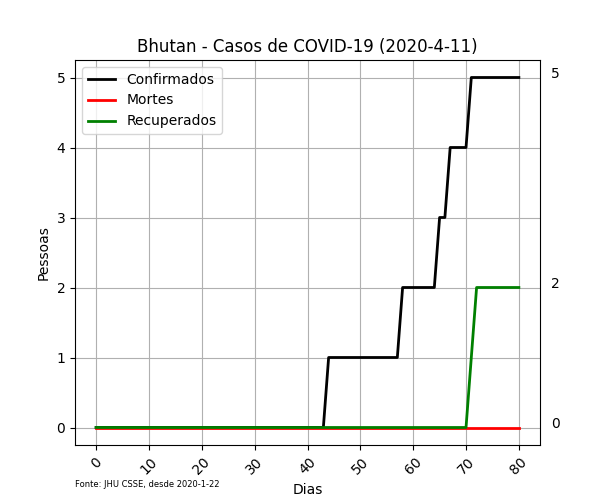 Bhutan - Casos de COVID-19 (2020-4-11)
Confirmados
Mortes
Recuperados
Pessoas
5
4
3
2
1
0
5
2
0
0
10
20
30
40
50
60
70
80
Dias
Fonte: JHU CSSE, desde 2020-1-22